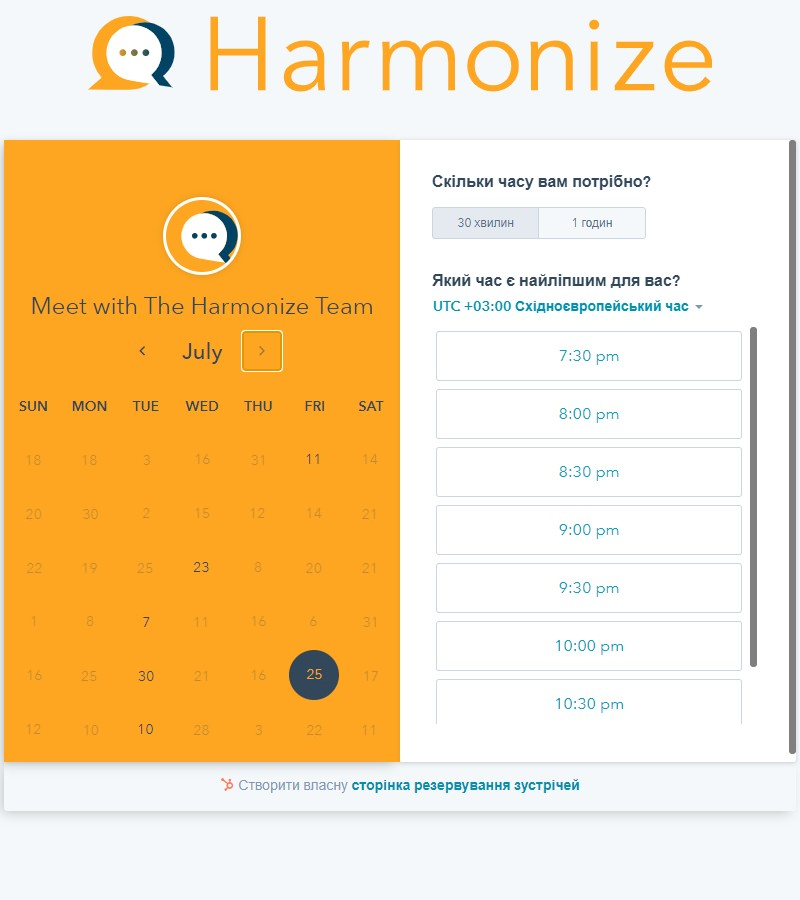 Harmonize
Meet with The Harmonize Team
July
SUN MON TUE WED THU FRI SAT
18 18 3 16 31 11 14
20 30 2 15 12 14 21
22 19 25 23 8 20 21
1 8 7 11 16 6 31
16 25 30 21 16 25 17
12 10 10 28 3 22 11
Скільки часу вам потрібно?
30 хвилин 1 годин
Який час є найліпшим для вас?
UTC +03:00 Східноєвропейський час
7:30 pm
8:00 pm
8:30 pm
9:00 pm
9:30 pm
10:00 pm
10:30 pm
Створити власну сторінка резервування зустрічей